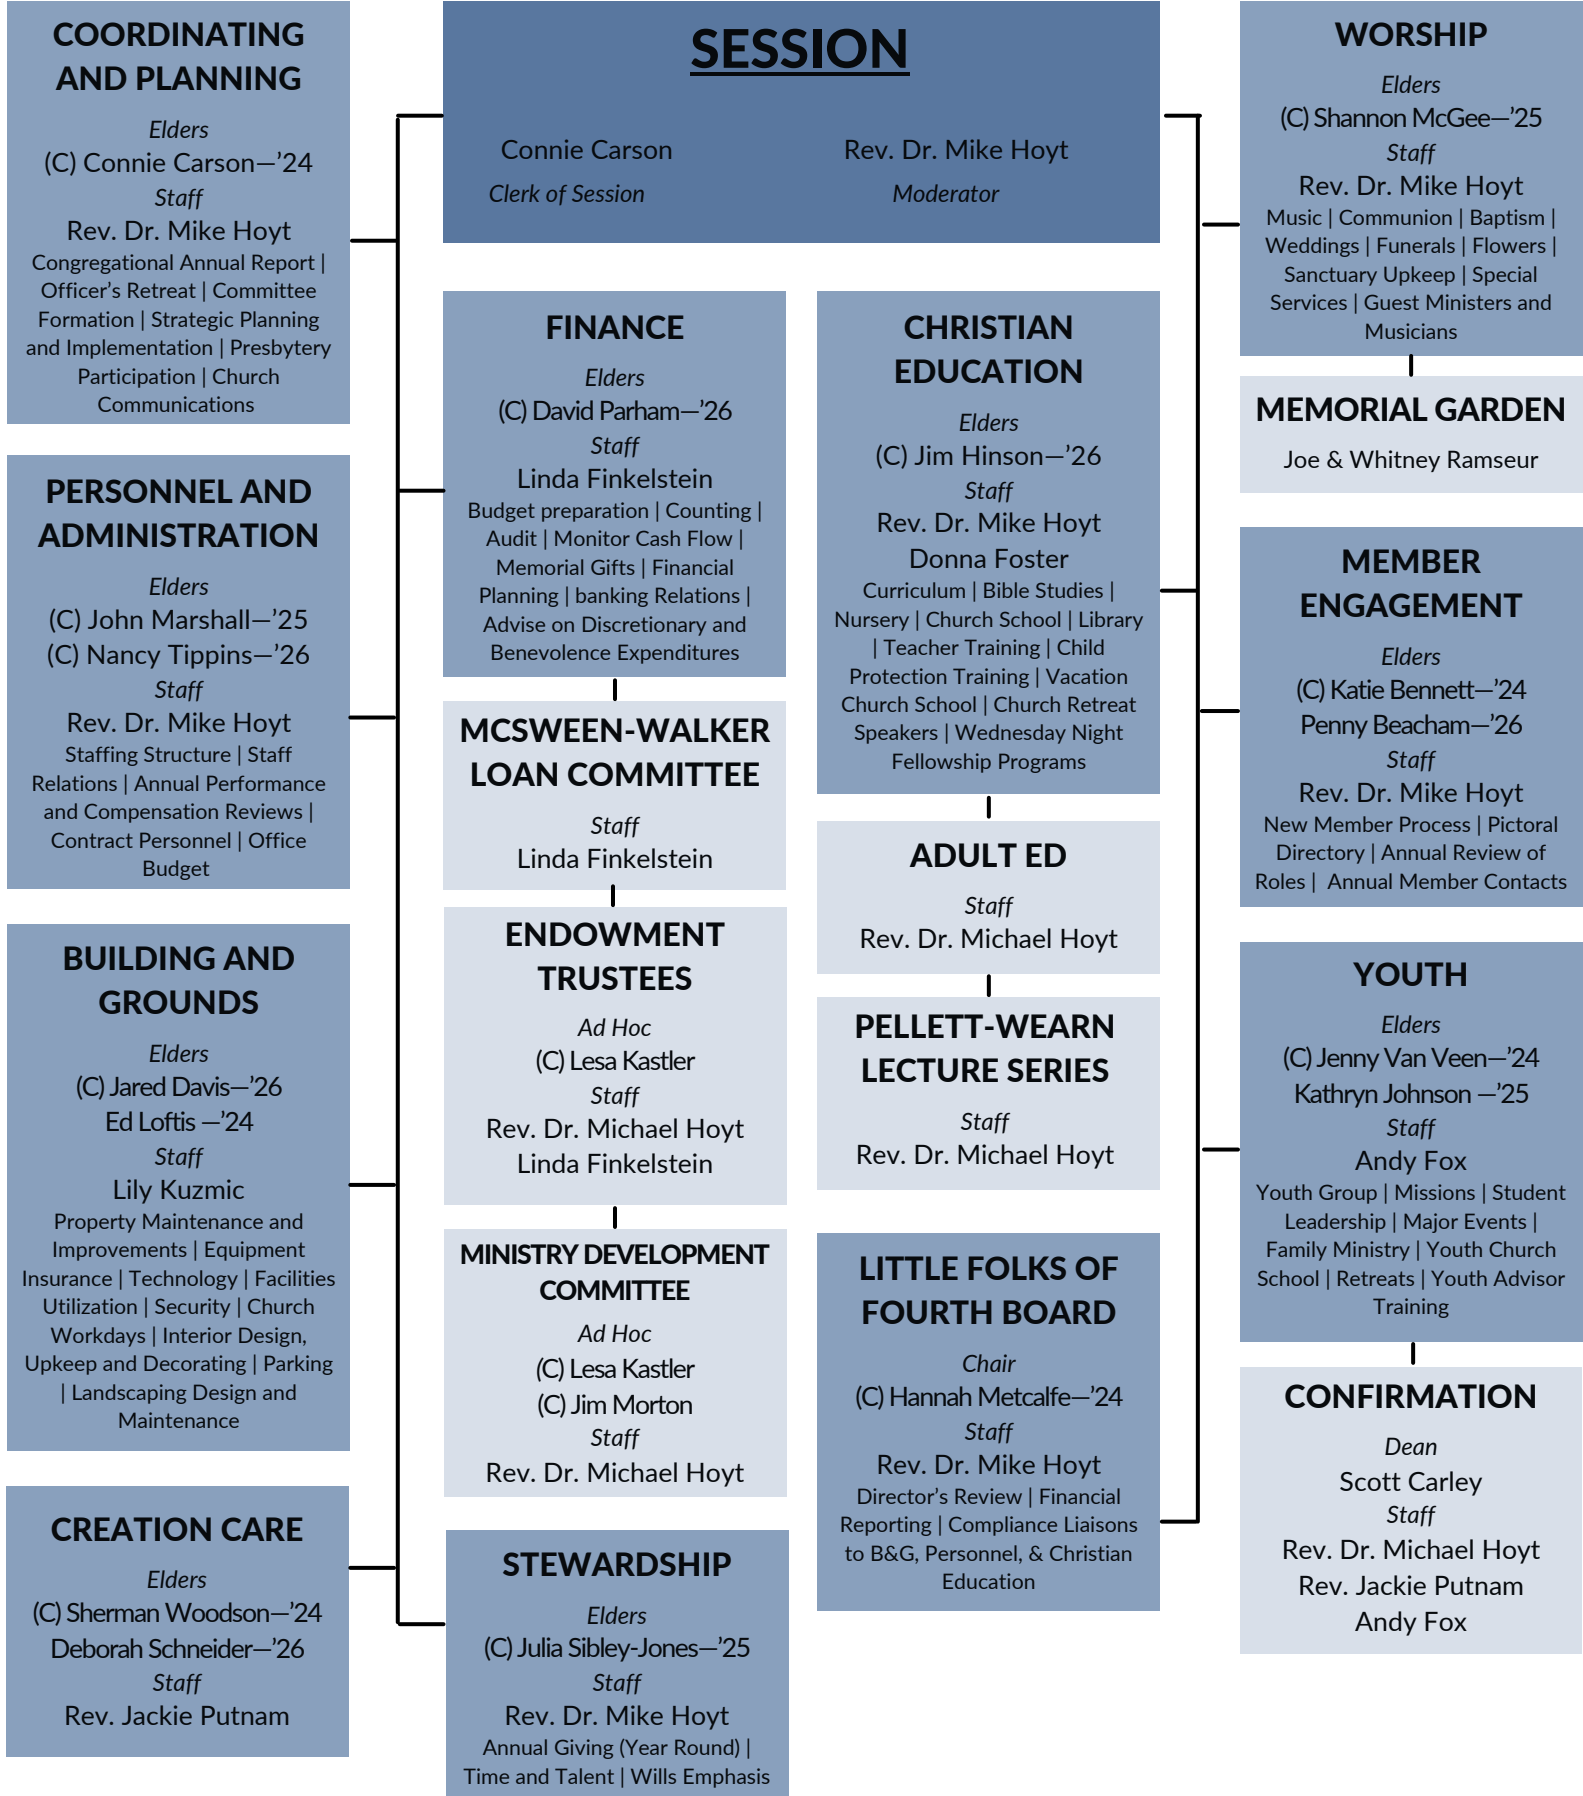 COORDINATING
AND PLANNING
Elders
(C) Connie Carson—’24
Staff
Rev. Dr. Mike Hoyt
Congregational Annual Report |
Officer’s Retreat | Committee
Formation | Strategic Planning
and Implementation | Presbytery
Participation | Church
Communications
PERSONNEL AND
ADMINISTRATION
Elders
(C) John Marshall—’25
(C) Nancy Tippins—’26
Staff
Rev. Dr. Mike Hoyt
Staffing Structure | Staff
Relations | Annual Performance
and Compensation Reviews |
Contract Personnel | Office
Budget
BUILDING AND
GROUNDS
Elders
(C) Jared Davis—’26
Ed Loftis —’24
Staff
Lily Kuzmic
Property Maintenance and
Improvements | Equipment
Insurance | Technology | Facilities
Utilization | Security | Church
Workdays | Interior Design,
Upkeep and Decorating | Parking
| Landscaping Design and
Maintenance
CREATION CARE
Elders
(C) Sherman Woodson—’24
Deborah Schneider—’26
Staff
Rev. Jackie Putnam
SESSION
Connie Carson
Clerk of Session
Rev. Dr. Mike Hoyt
Moderator
FINANCE
Elders
(C) David Parham—’26
Staff
Linda Finkelstein
Budget preparation | Counting |
Audit | Monitor Cash Flow |
Memorial Gifts | Financial
Planning | banking Relations |
Advise on Discretionary and
Benevolence Expenditures
MCSWEEN-WALKER
LOAN COMMITTEE
Staff
Linda Finkelstein
ENDOWMENT
TRUSTEES
Ad Hoc
(C) Lesa Kastler
Staff
Rev. Dr. Michael Hoyt
Linda Finkelstein
MINISTRY DEVELOPMENT
COMMITTEE
Ad Hoc
(C) Lesa Kastler
(C) Jim Morton
Staff
Rev. Dr. Michael Hoyt
STEWARDSHIP
Elders
(C) Julia Sibley-Jones—’25
Staff
Rev. Dr. Mike Hoyt
Annual Giving (Year Round) |
Time and Talent | Wills Emphasis
CHRISTIAN
EDUCATION
Elders
(C) Jim Hinson—’26
Staff
Rev. Dr. Mike Hoyt
Donna Foster
Curriculum | Bible Studies |
Nursery | Church School | Library
| Teacher Training | Child
Protection Training | Vacation
Church School | Church Retreat
Speakers | Wednesday Night
Fellowship Programs
ADULT ED
Staff
Rev. Dr. Michael Hoyt
PELLETT-WEARN
LECTURE SERIES
Staff
Rev. Dr. Michael Hoyt
LITTLE FOLKS OF
FOURTH BOARD
Chair
(C) Hannah Metcalfe—’24
Staff
Rev. Dr. Mike Hoyt
Director’s Review | Financial
Reporting | Compliance Liaisons
to B&G, Personnel, & Christian
Education
WORSHIP
Elders
(C) Shannon McGee—’25
Staff
Rev. Dr. Mike Hoyt
Music | Communion | Baptism |
Weddings | Funerals | Flowers |
Sanctuary Upkeep | Special
Services | Guest Ministers and
Musicians
MEMORIAL GARDEN
Joe & Whitney Ramseur
MEMBER
ENGAGEMENT
Elders
(C) Katie Bennett—’24
Penny Beacham—’26
Staff
Rev. Dr. Mike Hoyt
New Member Process | Pictoral
Directory | Annual Review of
Roles | Annual Member Contacts
YOUTH
Elders
(C) Jenny Van Veen—’24
Kathryn Johnson —’25
Staff
Andy Fox
Youth Group | Missions | Student
Leadership | Major Events |
Family Ministry | Youth Church
School | Retreats | Youth Advisor
Training
CONFIRMATION
Dean
Scott Carley
Staff
Rev. Dr. Michael Hoyt
Rev. Jackie Putnam
Andy Fox